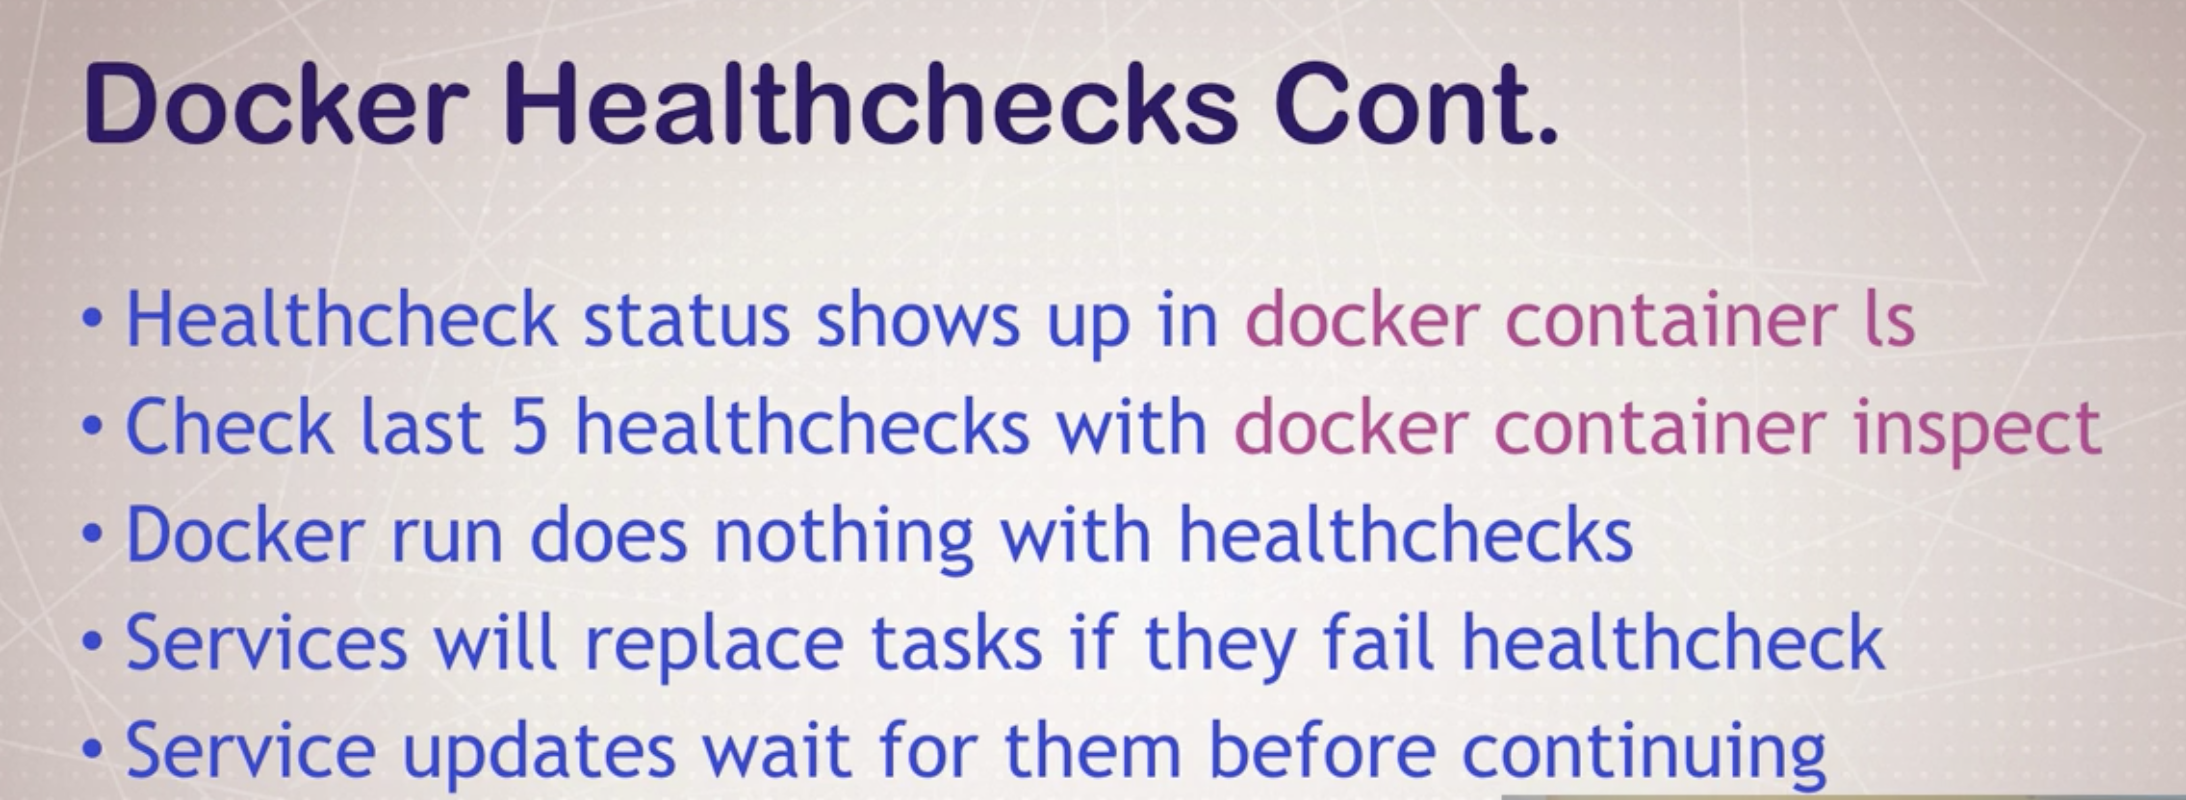 Docker Healthchecks Cont.
• Healthcheck status shows up in docker container ls
• Check last 5 healthchecks with docker container inspect
• Docker run does nothing with healthchecks
• Services will replace tasks if they fail healthcheck
• Service updates wait for them before continuing